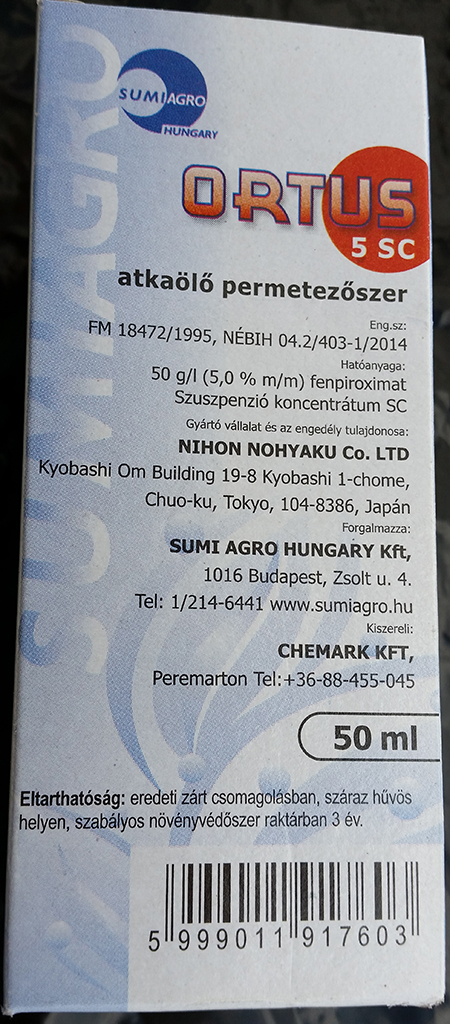 SUMIAGRO
SUMI AGRO
HUNGARY
ORTUS
5 SC
atkaölő permetezőszer
Eng.sz:
FM 18472/1995, NÉBIH 04.2/403-1/2014
Hatóanyaga:
50 g/l (5,0 % m/m) fenpiroximat
Szuszpenzió koncentrátum SC
Gyártó vállalat és az engedély tulajdonosa:
NIHON NOHYAKU Co. LTD
Kyobashi Om Building 19-8 Kyobashi 1-chome,
Chuo-ku, Tokyo, 104-8386, Japán
Forgalmazza:
SUMI AGRO HUNGARY Kft,
1016 Budapest, Zsolt u. 4.
Tel: 1/214-6441 www.sumiagro.hu
Kiszereli:
CHEMARK KFT,
Peremarton Tel:+36-88-455-045
50 ml
Eltarthatóság: eredeti zárt csomagolásban, száraz hűvös
helyen, szabályos növényvédőszer raktárban 3 év.
5 999011 917603